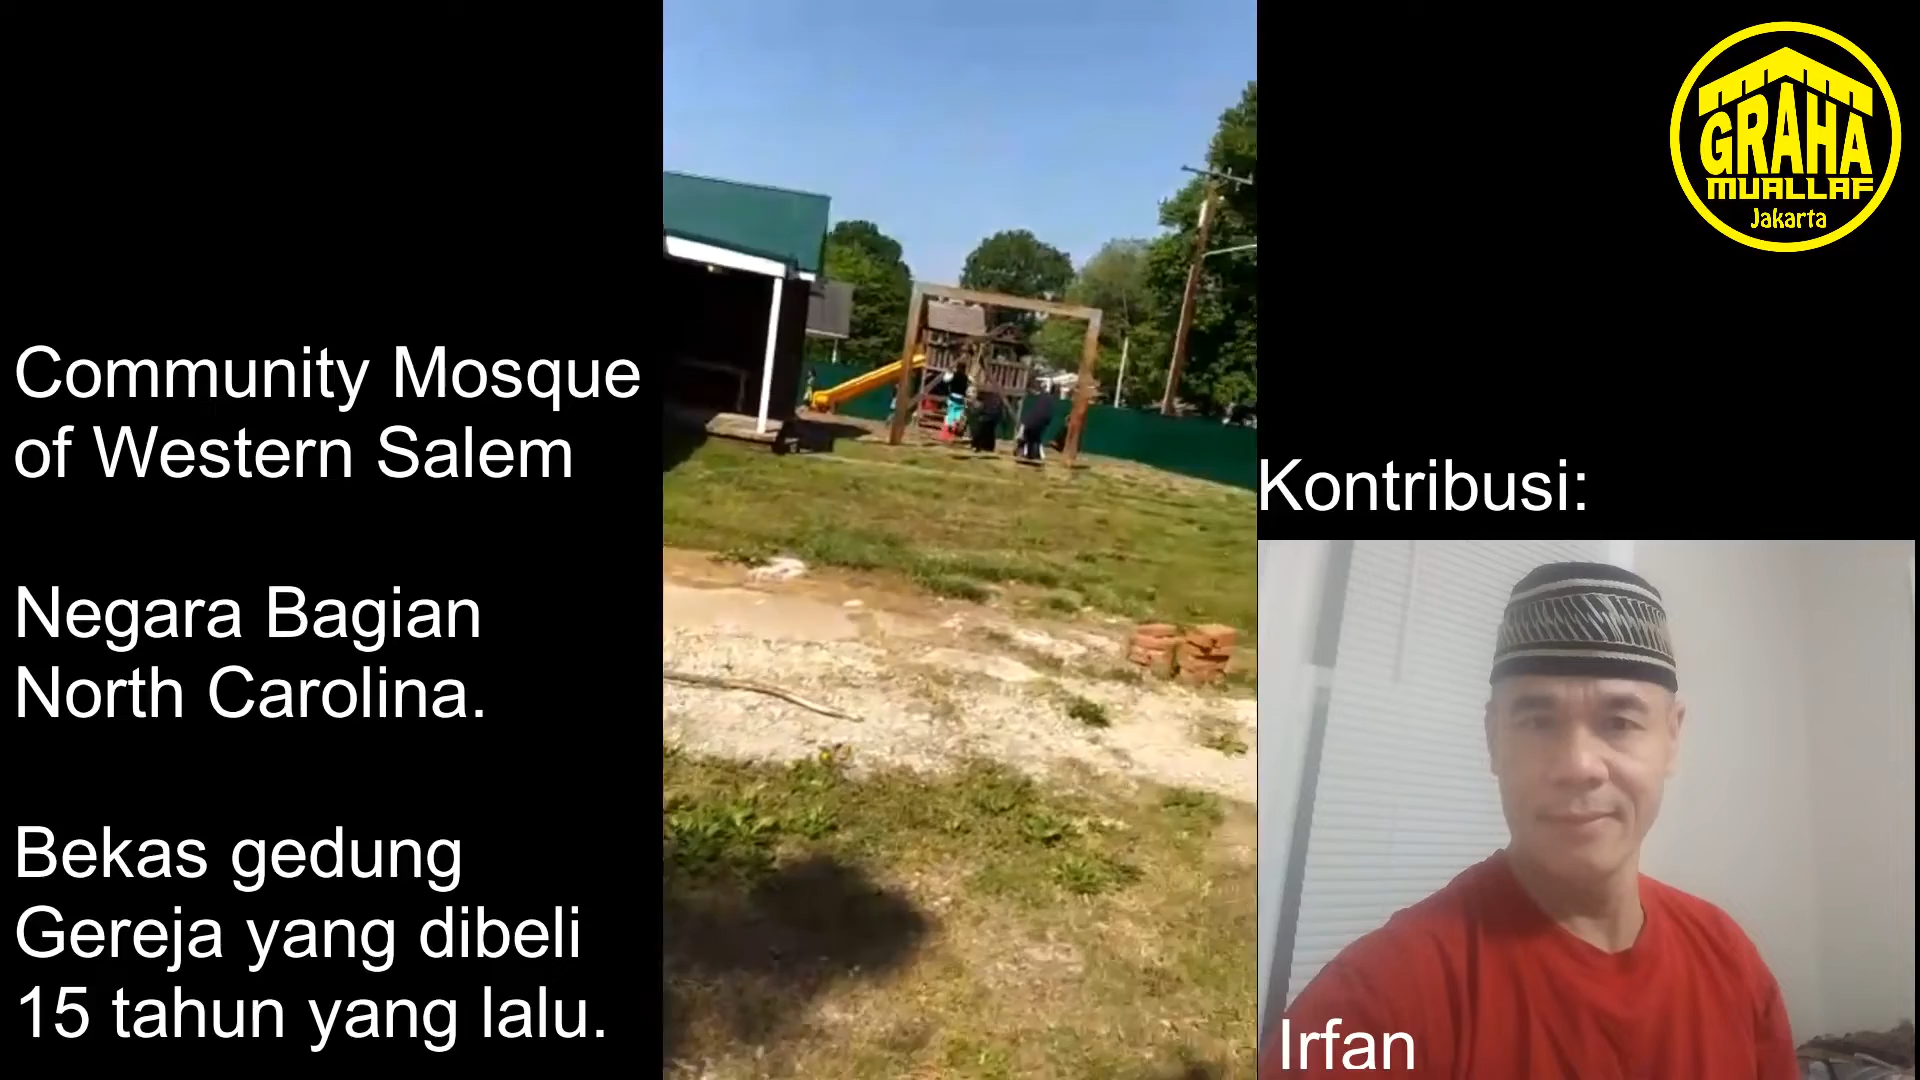 Community Mosque
of Western Salem
Negara Bagian
North Carolina.
Bekas gedung
Gereja yang dibeli
15 tahun yang lalu.
GRAHA
MUALLAF
Jakarta
Kontribusi:
Irfan